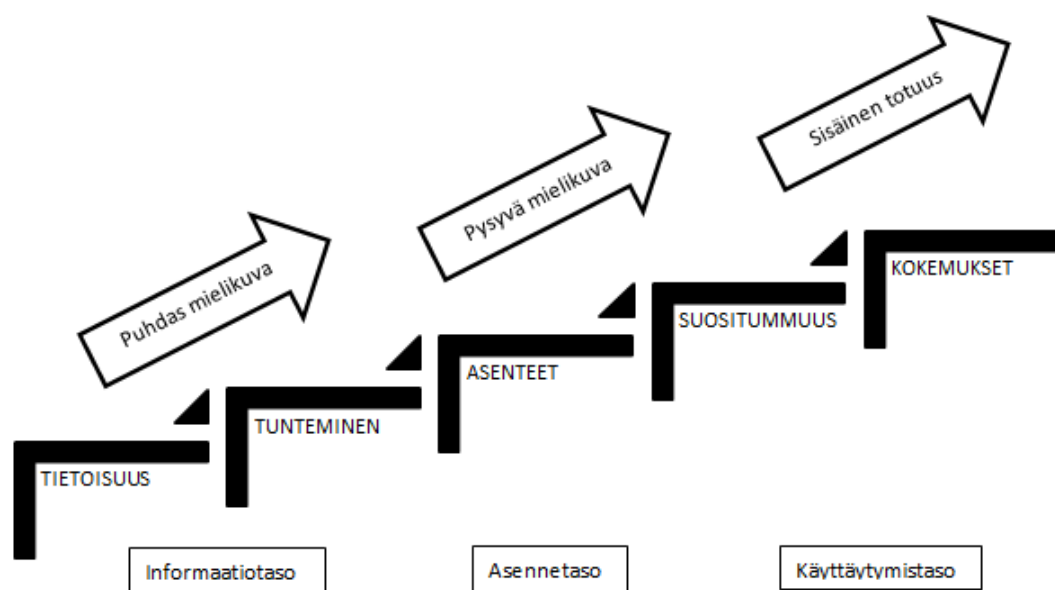 Sisäinen totuus
Pysyvä mielikuva
Puhdas mielikuva
KOKEMUKSET
SUOSITUMMUUS
ASENTEET
TUNTEMINEN
TIETOISUUS
Informaatiotaso
Asennetaso
Käyttäytymistaso